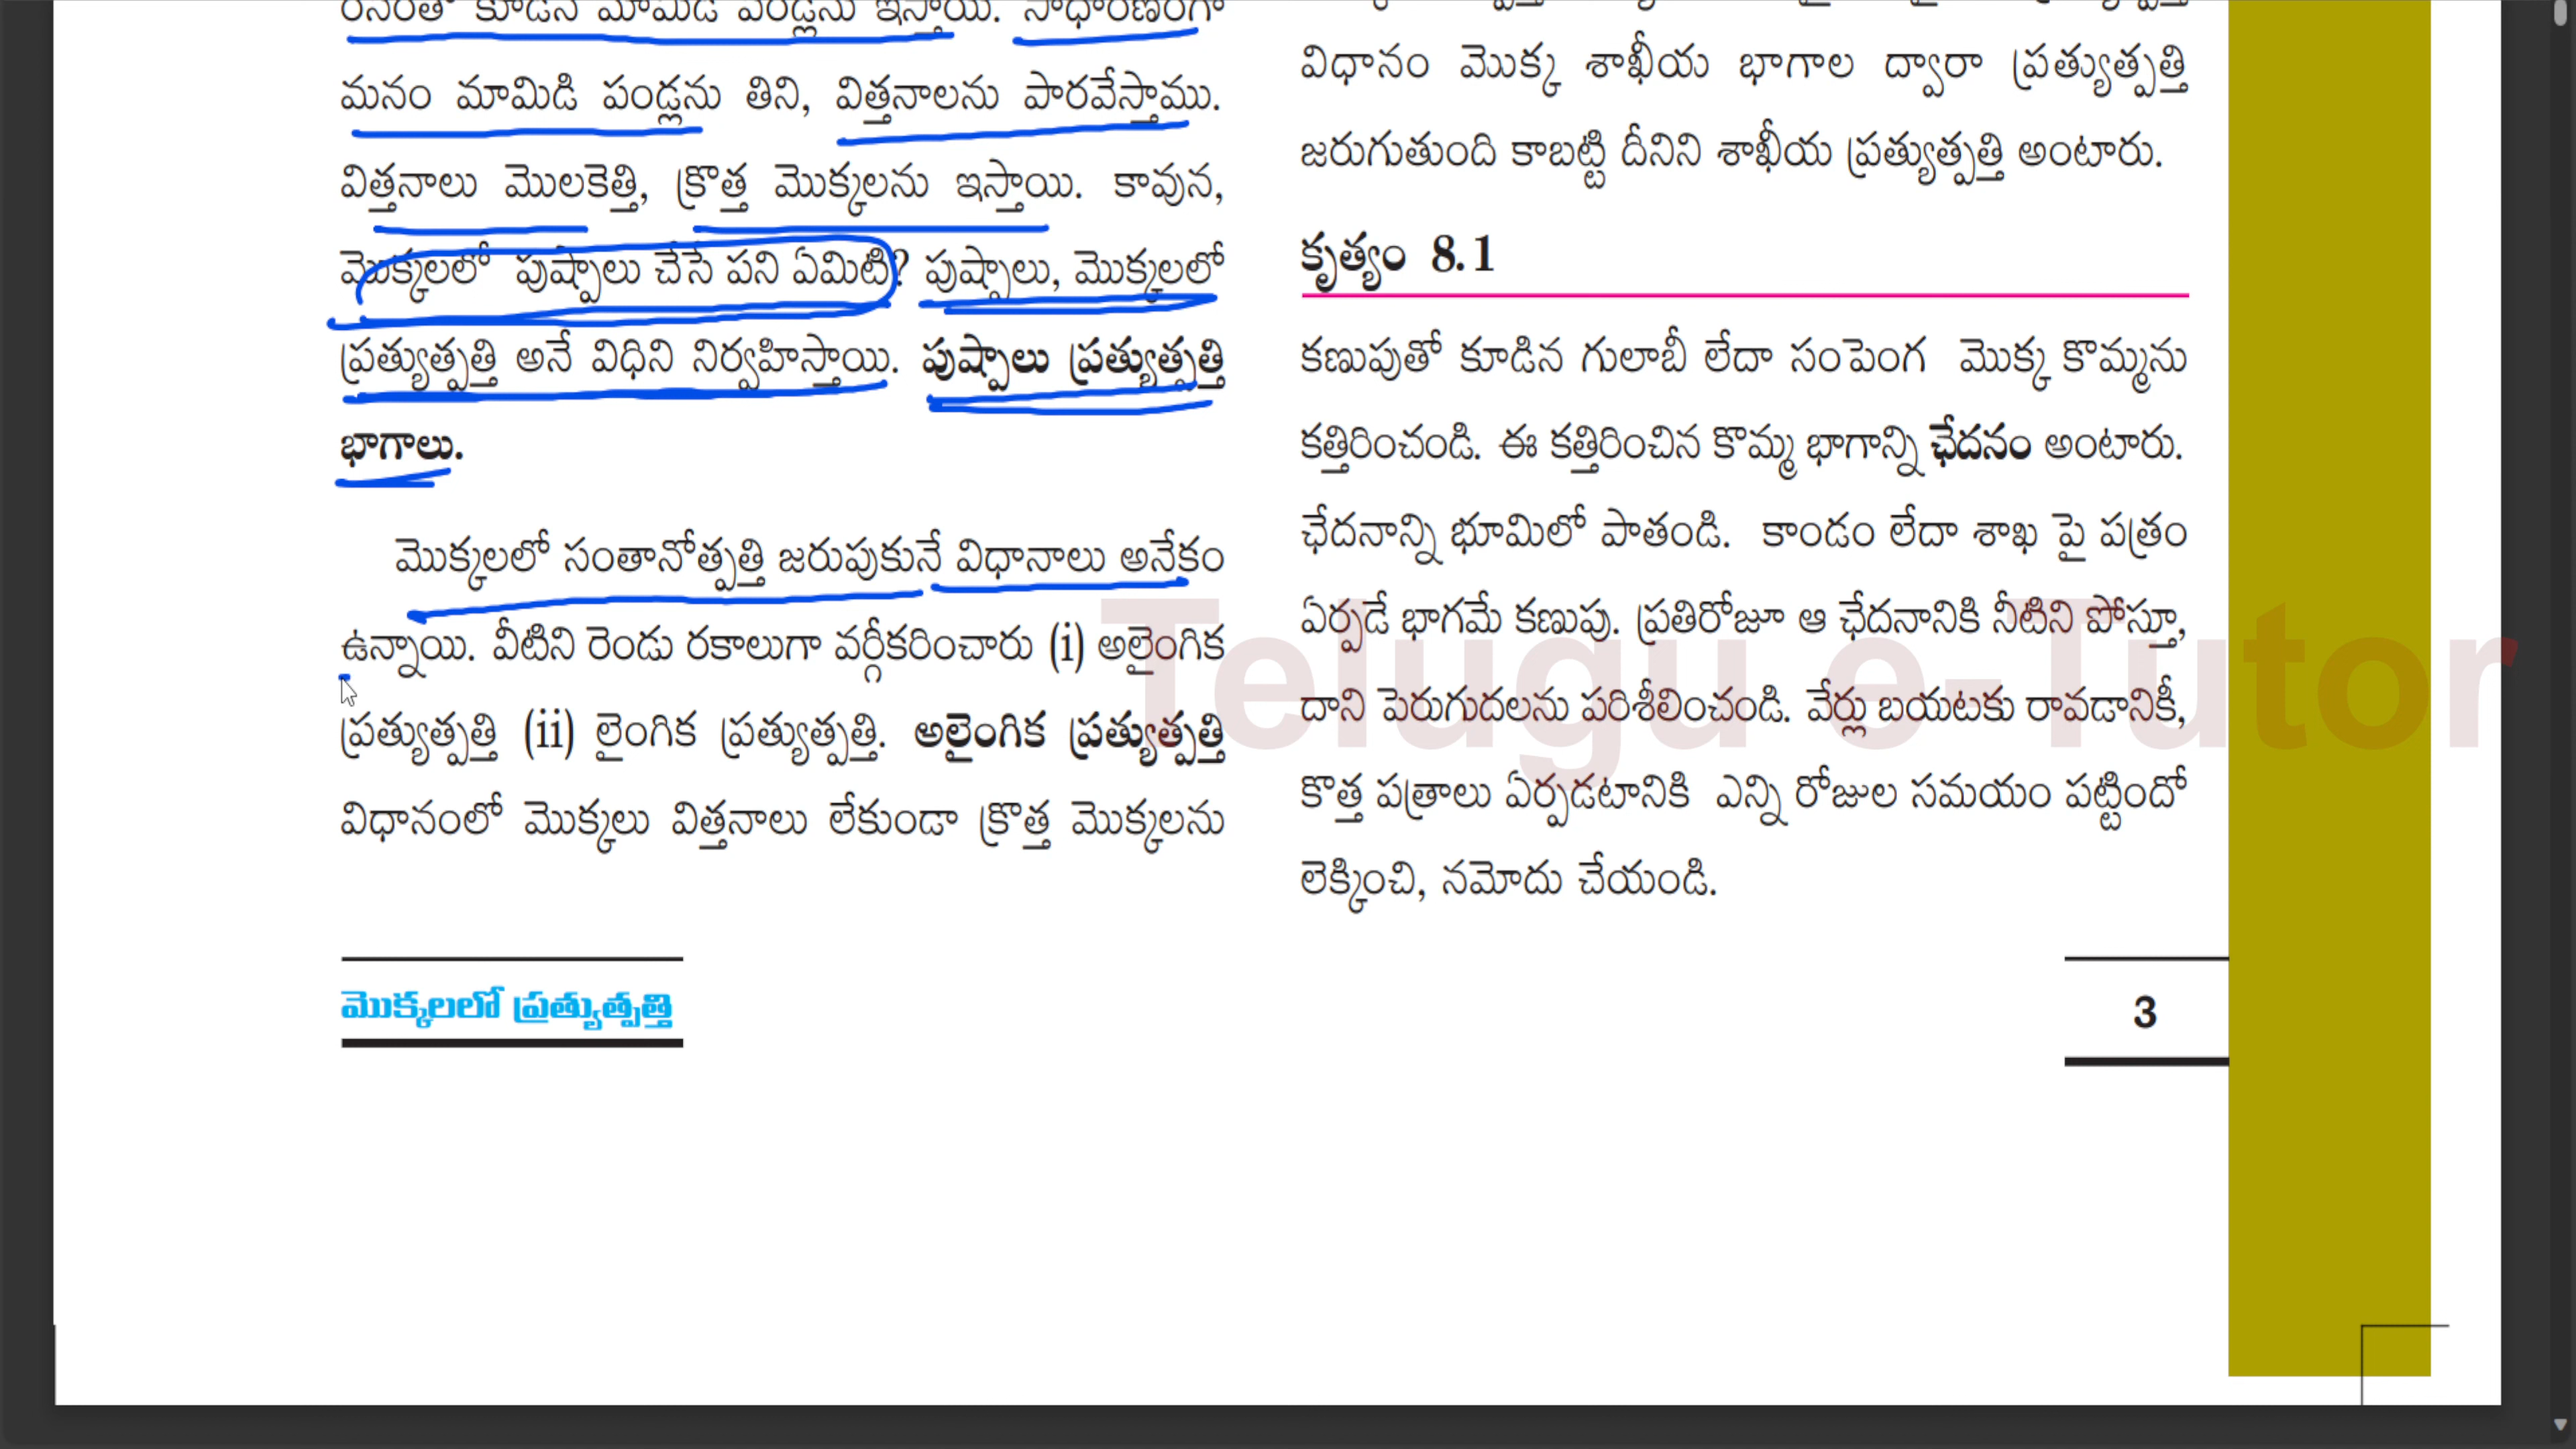 రసంతో కూడిన మామిడి పండ్లను ఇస్తాయి. సాధారణంగా
మనం మామిడి పండ్లను తిని, విత్తనాలను పారవేస్తాము.
విత్తనాలు మొలకెత్తి, క్రొత్త మొక్కలను ఇస్తాయి. కావున,
మొక్కలలో పుష్పాలు చేసే పని ఏమిటి? పుష్పాలు, మొక్కలలో
ప్రత్యుత్పత్తి అనే విధిని నిర్వహిస్తాయి. పుష్పాలు ప్రత్యుత్పత్తి
భాగాలు.
మొక్కలలో సంతానోత్పత్తి జరుపుకునే విధానాలు అనేకం
ఉన్నాయి. వీటిని రెండు రకాలుగా వర్గీకరించారు (i) అలైంగిక
ప్రత్యుత్పత్తి (ii) లైంగిక ప్రత్యుత్పత్తి. అలైంగిక ప్రత్యుత్పత్తి
విధానంలో మొక్కలు విత్తనాలు లేకుండా క్రొత్త మొక్కలను
మొక్కలలో ప్రత్యుత్పత్తి
విధానం మొక్క శాఖీయ భాగాల ద్వారా ప్రత్యుత్పత్తి
జరుగుతుంది కాబట్టి దీనిని శాఖీయ ప్రత్యుత్పత్తి అంటారు.
కృత్యం 8.1
కణుపుతో కూడిన గులాబీ లేదా సంపెంగ మొక్క కొమ్మను
కత్తిరించండి. ఈ కత్తిరించిన కొమ్మ భాగాన్ని ఛేదనం అంటారు.
ఛేదనాన్ని భూమిలో పాతండి. కాండం లేదా శాఖ పై పత్రం
ఏర్పడే భాగమే కణుపు. ప్రతిరోజూ ఆ ఛేదనానికి నీటిని పోస్తూ,
దాని పెరుగుదలను పరిశీలించండి. వేర్లు బయటకు రావడానికీ,
కొత్త పత్రాలు ఏర్పడటానికి ఎన్ని రోజుల సమయం పట్టిందో
లెక్కించి, నమోదు చేయండి.
3
Telugu e-Tutor